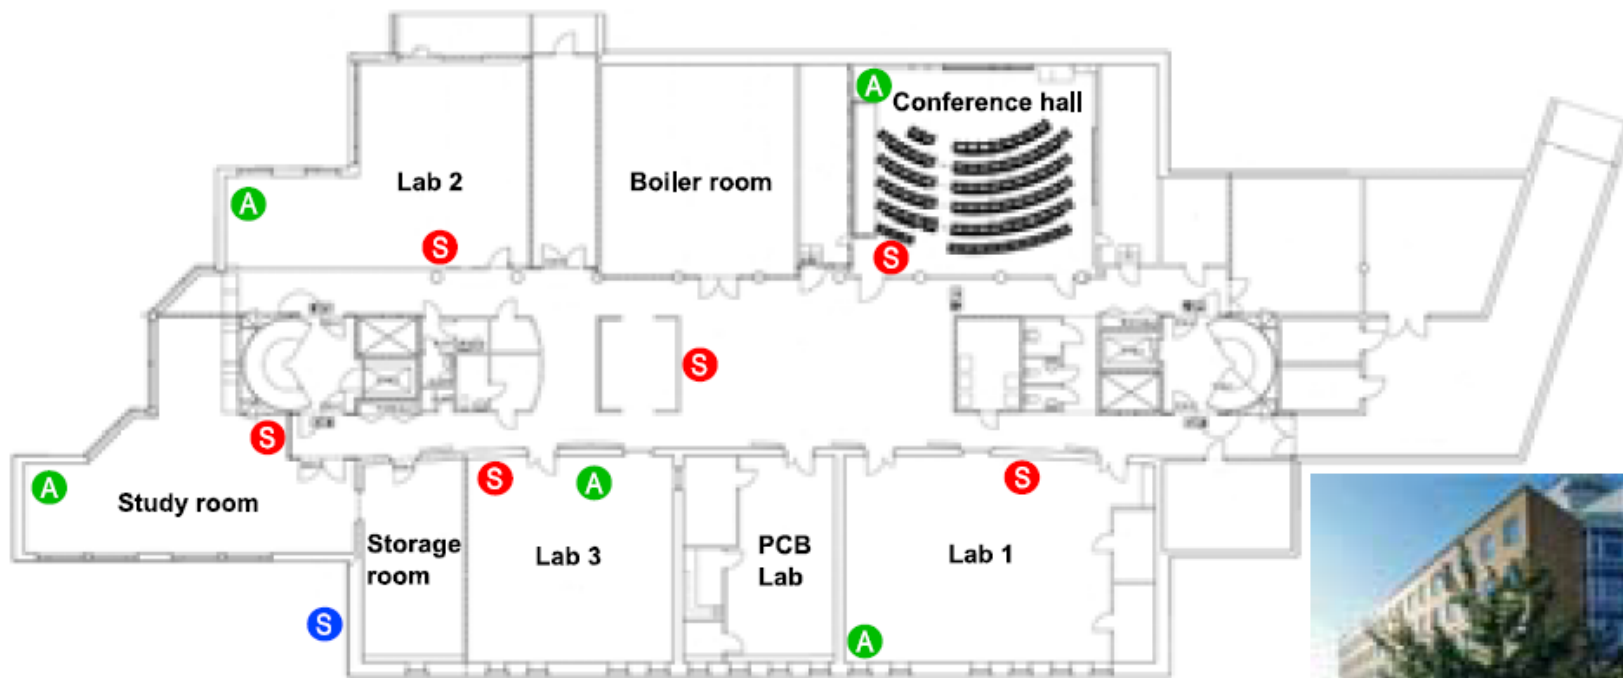 A
Conference hall
Lab 2
Boiler room
A
S
S
S
S
A
S
A
S
Study room
Storage
room
Lab 3
PCB
Lab
Lab 1
S
A